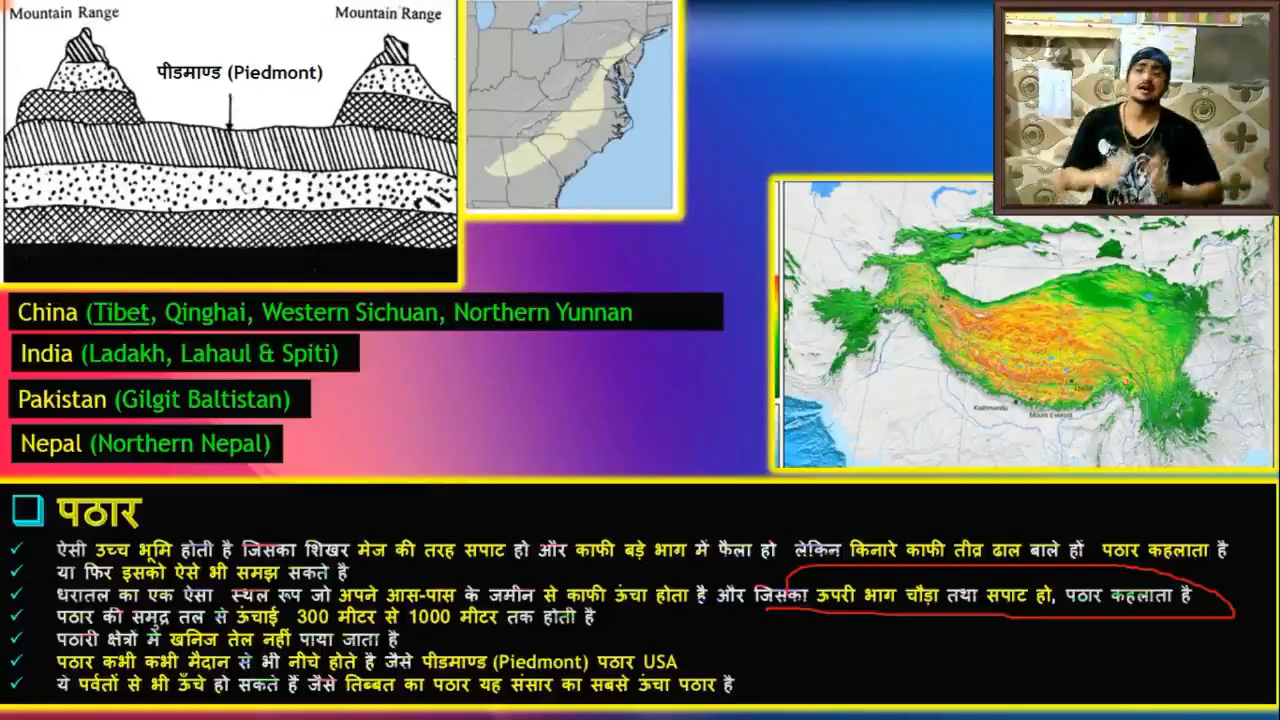 Mountain Range
Mountain Range
पीडमाण्ड (Piedmont)
Kathmandu
Mount Everest
China (Tibet, Qinghai, Western Sichuan, Northern Yunnan
India (Ladakh, Lahaul & Spiti)
Pakistan (Gilgit Baltistan)
Nepal (Northern Nepal)
पठार
ऐसी उच्च भूमि होती है जिसका शिखर मेज की तरह सपाट हो और काफी बड़े भाग में फैला हो लेकिन किनारे काफी तीव्र ढाल बाले हों पठार कहलाता है
या फिर इसको ऐसे भी समझ सकते है
धरातल का एक ऐसा स्थल रूप जो अपने आस-पास के जमीन से काफी ऊंचा होता है और जिसका ऊपरी भाग चौड़ा तथा सपाट हो, पठार कहलाता है
पठार की समुद्र तल से ऊंचाई 300 मीटर से 1000 मीटर तक होती है
पठारी क्षेत्रो में खनिज तेल नहीं पाया जाता है
पठार कभी कभी मैदान से भी नीचे होते है जैसे पीडमाण्ड (Piedmont) पठार USA
ये पर्वतों से भी ऊँचे हो सकते हैं जैसे तिब्बत का पठार यह संसार का सबसे ऊंचा पठार है